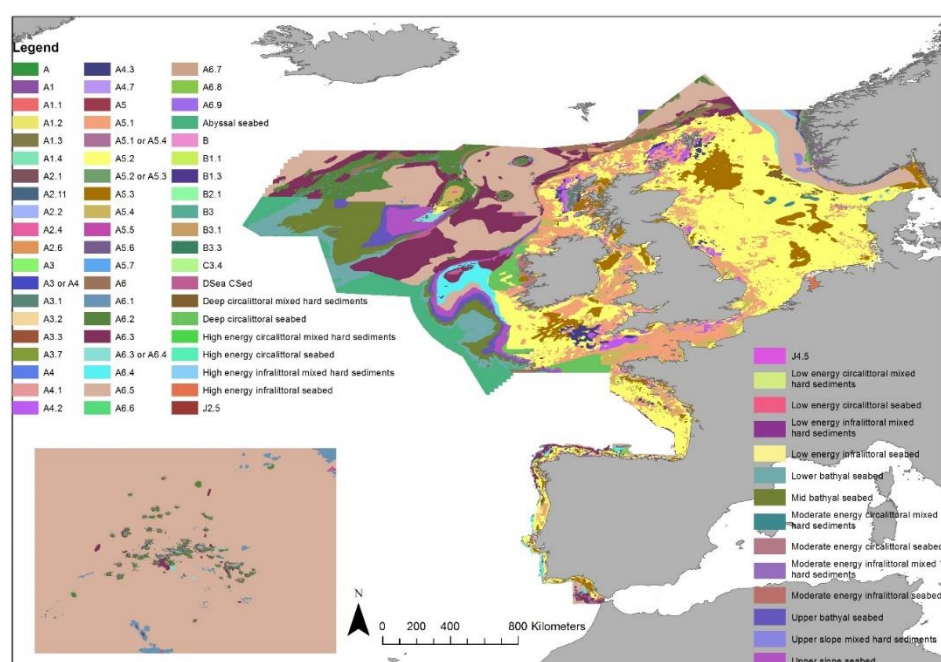 Legend
A
A1
A1.1
A1.2
A1.3
A1.4
A2.1
A2.11
A2.2
A2.4
A2.6
A3
A3 or A4
A3.1
A3.2
A3.3
A3.7
A4
A4.1
A4.2
A4.3
A4.7
A5
A5.1
A5.1 or A5.4
A5.2
A5.2 or A5.3
A5.3
A5.4
A5.5
A5.6
A5.7
A6
A6.1
A6.2
A6.3
A6.3 or A6.4
A6.4
A6.5
A6.6
A6.7
A6.8
A6.9
Abyssal seabed
B
B1.1
B1.3
B2.1
B3
B3.1
B3.3
C3.4
DSea CSed
Deep circalittoral mixed hard sediments
Deep circalittoral seabed
High energy circalittoral mixed hard sediments
High energy circalittoral seabed
High energy infralittoral mixed hard sediments
High energy infralittoral seabed
J2.5
J4.5
Low energy circalittoral mixed
hard sediments
Low energy circalittoral seabed
Low energy infralittoral mixed
hard sediments
Low energy infralittoral seabed
Lower bathyal seabed
Mid bathyal seabed
Moderate energy circalittoral mixed
hard sediments
Moderate energy circalittoral seabed
Moderate energy infralittoral mixed
hard sediments
Moderate energy infralittoral seabed
Upper bathyal seabed
Upper slope mixed hard sediments
Upper slope seabed
N
0 200 400 800 Kilometers